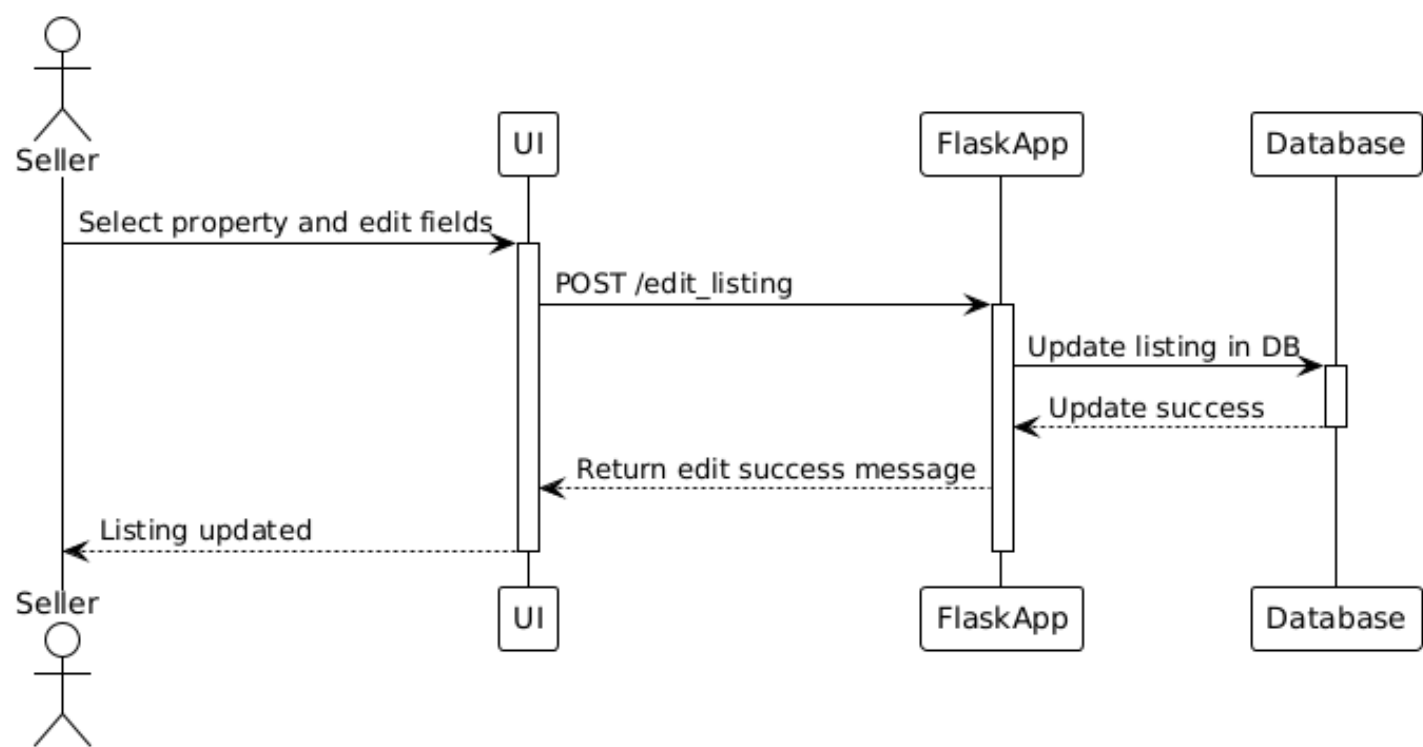 Seller
UI
FlaskApp
Database
Select property and edit fields
POST /edit_listing
Update listing in DB
Update success
Return edit success message
Listing updated
Seller
UI
FlaskApp
Database